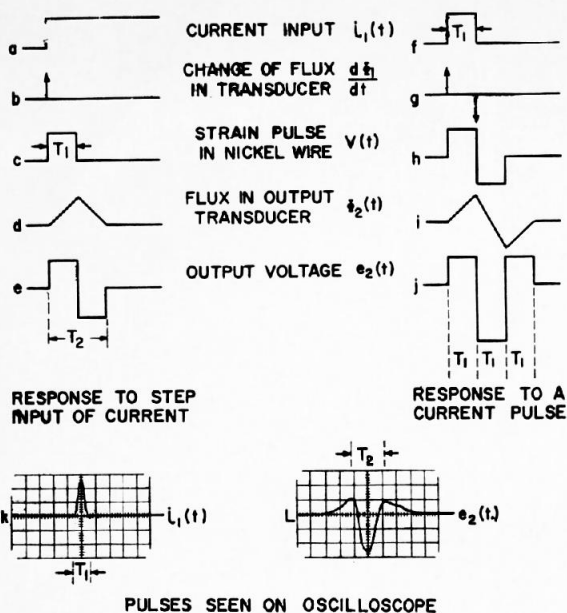 a
CURRENT INPUT i₁(t)
f
T₁
b
CHANGE OF FLUX dΦ₁
IN TRANSDUCER dt
g
c
T₁
STRAIN PULSE
IN NICKEL WIRE V(t)
h
d
FLUX IN OUTPUT
TRANSDUCER Φ₂(t)
i
e
OUTPUT VOLTAGE e₂(t)
j
T₂
T₁ T₁ T₁
RESPONSE TO STEP
INPUT OF CURRENT
RESPONSE TO A
CURRENT PULSE
k
i₁(t)
T₁
T₂
L
e₂(t.)
PULSES SEEN ON OSCILLOSCOPE